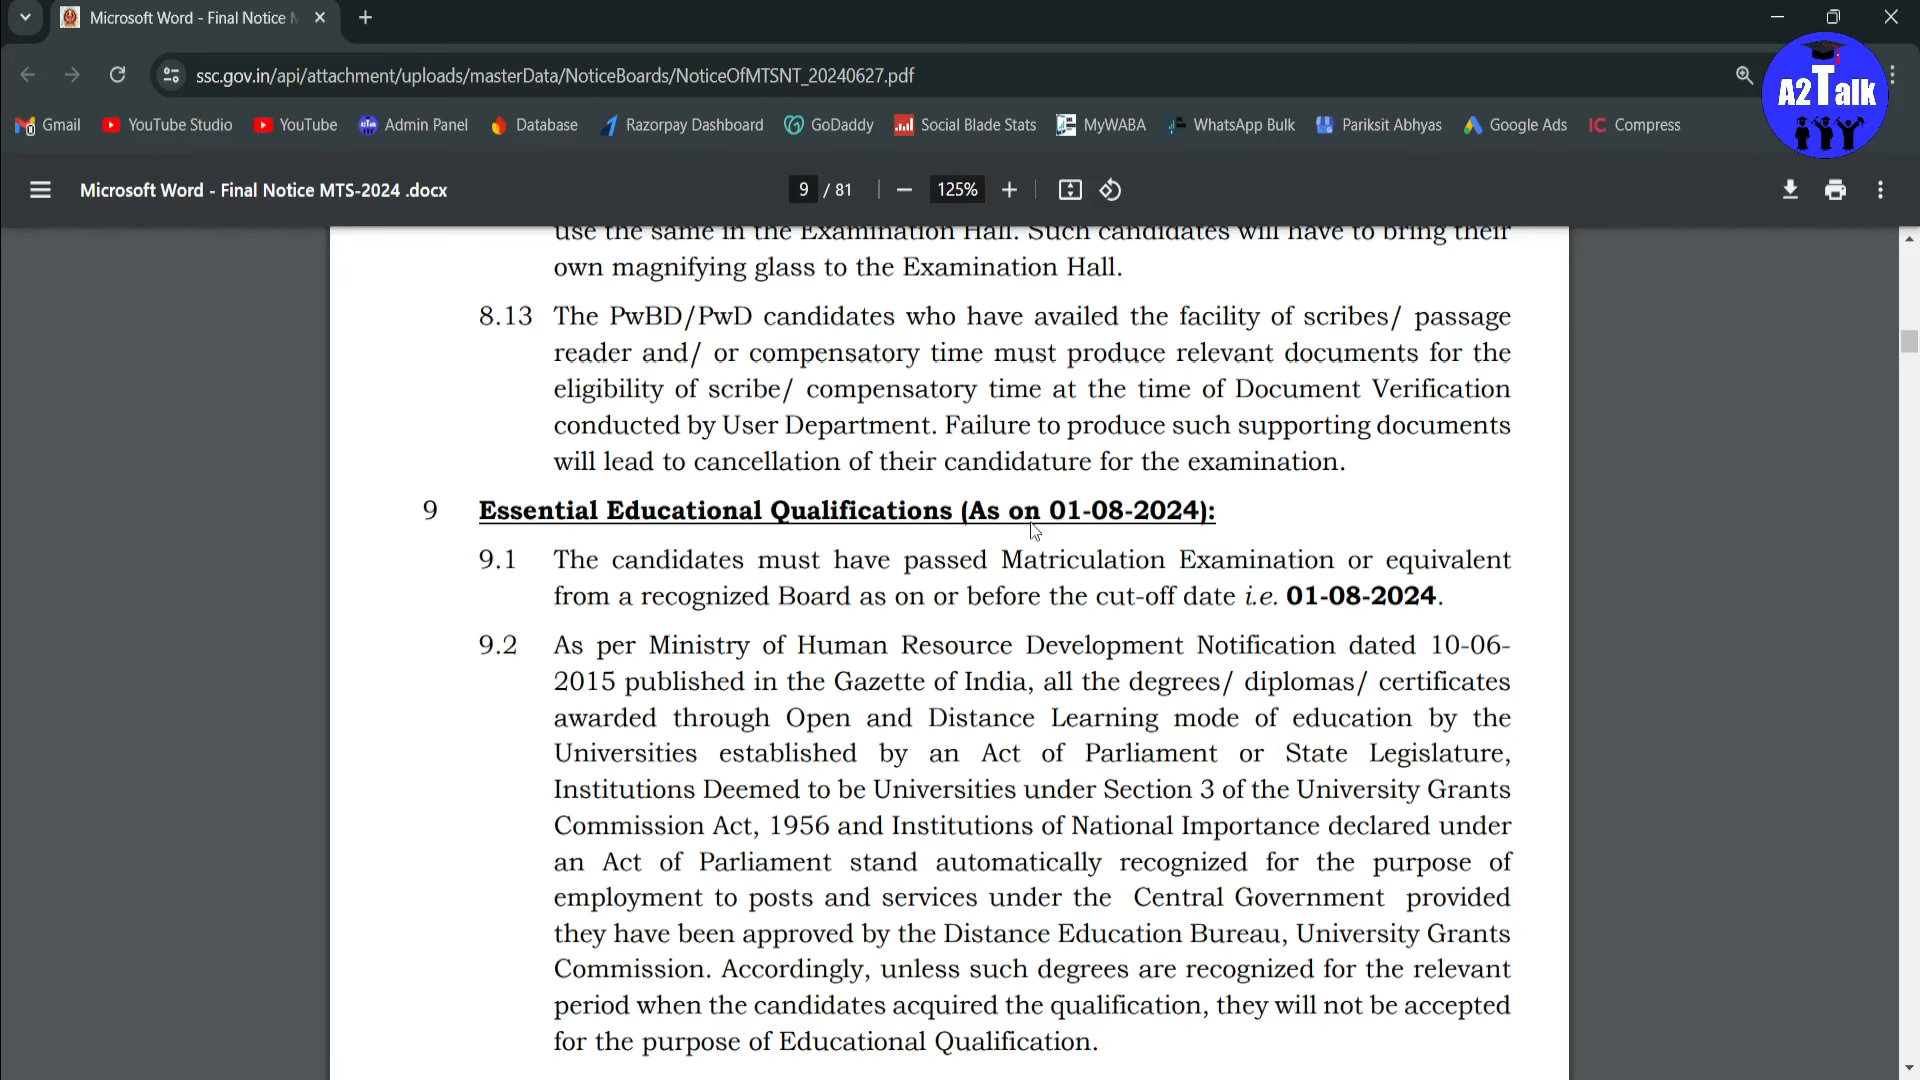 Microsoft Word - Final Notice M
ssc.gov.in/api/attachment/uploads/masterData/NoticeBoards/NoticeOfMTSNT_20240627.pdf
A2Talk
Gmail YouTube Studio YouTube Admin Panel Database Razorpay Dashboard GoDaddy Social Blade Stats MyWABA WhatsApp Bulk Pariksit Abhyas Google Ads IC Compress
Microsoft Word - Final Notice MTS-2024 .docx 9 / 81 125%
use the same in the Examination Hall. Such candidates will have to bring their
own magnifying glass to the Examination Hall.
8.13 The PwBD/PwD candidates who have availed the facility of scribes/ passage
reader and/ or compensatory time must produce relevant documents for the
eligibility of scribe/ compensatory time at the time of Document Verification
conducted by User Department. Failure to produce such supporting documents
will lead to cancellation of their candidature for the examination.
9 Essential Educational Qualifications (As on 01-08-2024):
9.1 The candidates must have passed Matriculation Examination or equivalent
from a recognized Board as on or before the cut-off date i.e. 01-08-2024.
9.2 As per Ministry of Human Resource Development Notification dated 10-06-
2015 published in the Gazette of India, all the degrees/ diplomas/ certificates
awarded through Open and Distance Learning mode of education by the
Universities established by an Act of Parliament or State Legislature,
Institutions Deemed to be Universities under Section 3 of the University Grants
Commission Act, 1956 and Institutions of National Importance declared under
an Act of Parliament stand automatically recognized for the purpose of
employment to posts and services under the Central Government provided
they have been approved by the Distance Education Bureau, University Grants
Commission. Accordingly, unless such degrees are recognized for the relevant
period when the candidates acquired the qualification, they will not be accepted
for the purpose of Educational Qualification.